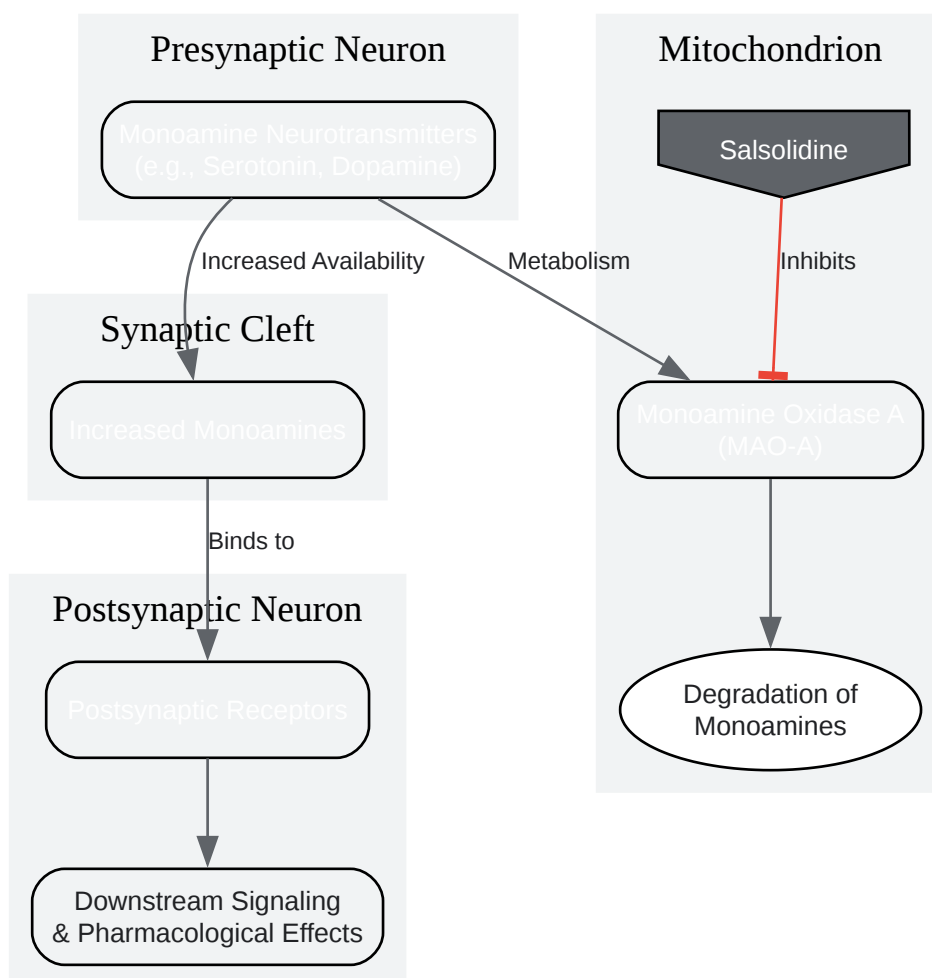 Presynaptic Neuron
Monoamine Neurotransmitters
(e.g., Serotonin, Dopamine)
Mitochondrion
Salsolidine
Increased Availability
Metabolism
Inhibits
Synaptic Cleft
Increased Monoamines
Monoamine Oxidase A
(MAO-A)
Binds to
Postsynaptic Neuron
Postsynaptic Receptors
Degradation of
Monoamines
Downstream Signaling
& Pharmacological Effects